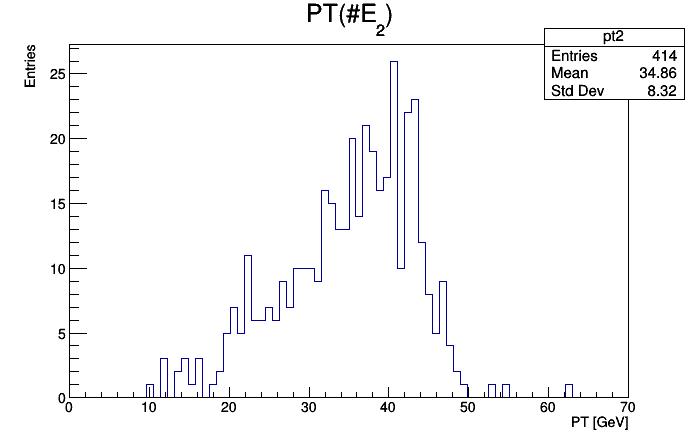 PT(#E2)
pt2
Entries 414
Mean 34.86
Std Dev 8.32
Entries
25
20
15
10
5
0
0 10 20 30 40 50 60 70
PT [GeV]